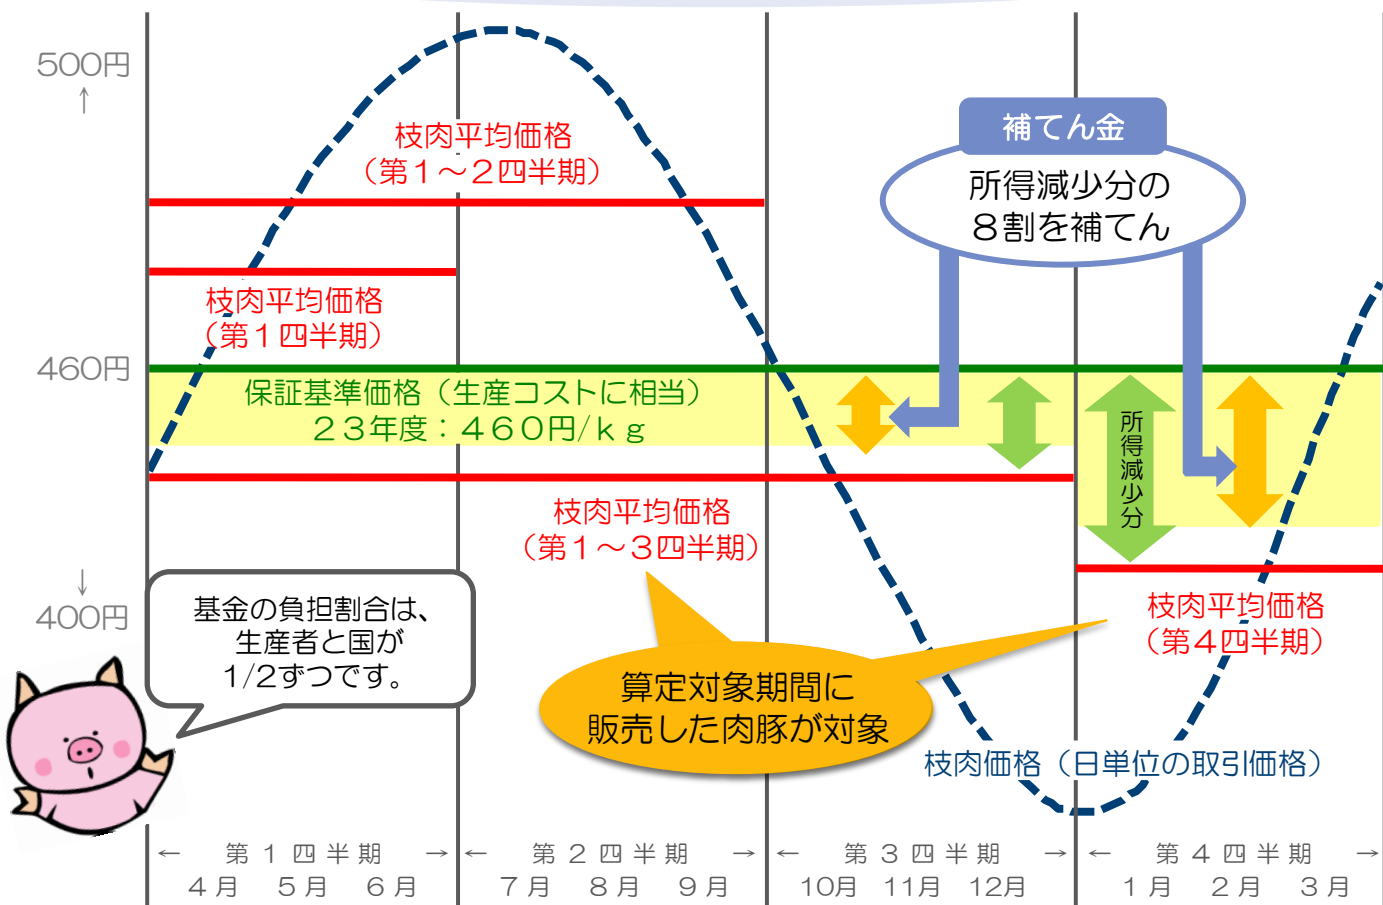 500円
↑
460円
↓
400円
枝肉平均価格
（第１～２四半期）
枝肉平均価格
（第１四半期）
補てん金
所得減少分の
８割を補てん
保証基準価格（生産コストに相当）
２３年度：４６０円/ｋｇ
所得減少分
枝肉平均価格
（第１～３四半期）
枝肉平均価格
（第４四半期）
基金の負担割合は、
生産者と国が
1/2ずつです。
算定対象期間に
販売した肉豚が対象
枝肉価格（日単位の取引価格）
← 第１四半期 →
← 第２四半期 →
← 第３四半期 →
← 第４四半期 →
４月 ５月 ６月
７月 ８月 ９月
10月 11月 12月
１月 ２月 ３月